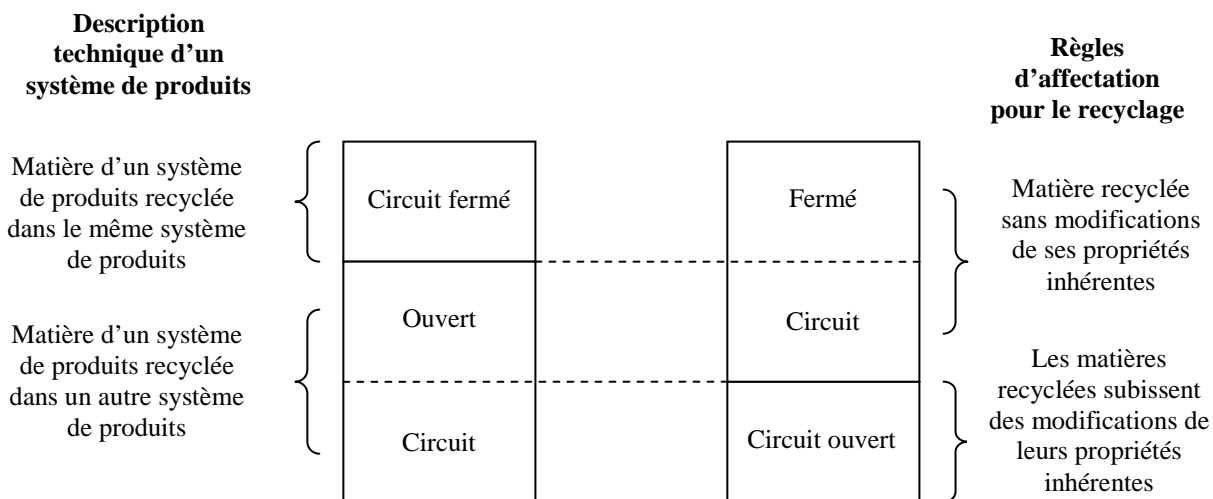 Description
technique d’un
système de produits
Règles
d’affectation
pour le recyclage
Matière d’un système
de produits recyclée
dans le même système
de produits
Circuit fermé
Fermé
Matière recyclée
sans modifications
de ses propriétés
inhérentes
Matière d’un système
de produits recyclée
dans un autre système
de produits
Ouvert
Circuit
Circuit
Circuit ouvert
Les matières
recyclées subissent
des modifications de
leurs propriétés
inhérentes